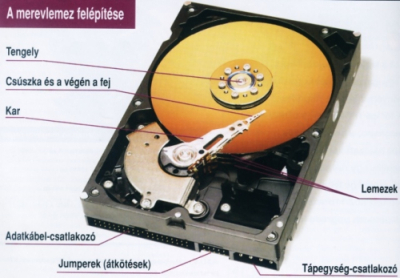 A merevlemez felépítése
Tengely
Csúszka és a végén a fej
Kar
Lemezek
Adatkábel-csatlakozó
Jumperek (átkötések)
Tápegység-csatlakozó